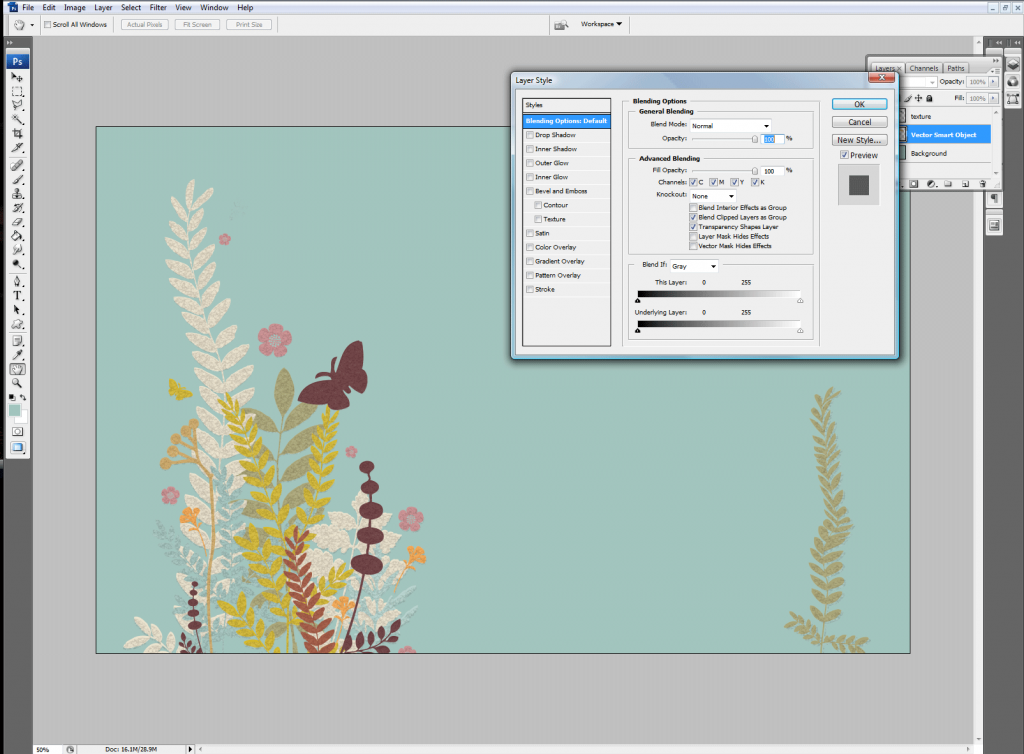 File Edit Image Layer Select Filter View Window Help
Scroll All Windows Actual Pixels Fit Screen Print Size Workspace
Ps
T
Layers Channels Paths
Opacity: 100%
Fill: 100%
texture
Vector Smart Object
Background
Layer Style
Styles
Blending Options: Default
Drop Shadow
Inner Shadow
Outer Glow
Inner Glow
Bevel and Emboss
Contour
Texture
Satin
Color Overlay
Gradient Overlay
Pattern Overlay
Stroke
Blending Options
General Blending
Blend Mode: Normal
Opacity: 100 %
Advanced Blending
Fill Opacity: 100 %
Channels: C M Y K
Knockout: None
Blend Interior Effects as Group
Blend Clipped Layers as Group
Transparency Shapes Layer
Layer Mask Hides Effects
Vector Mask Hides Effects
Blend If: Gray
This Layer: 0 255
Underlying Layer: 0 255
OK
Cancel
New Style...
Preview
50% Doc: 16.1M/28.9M